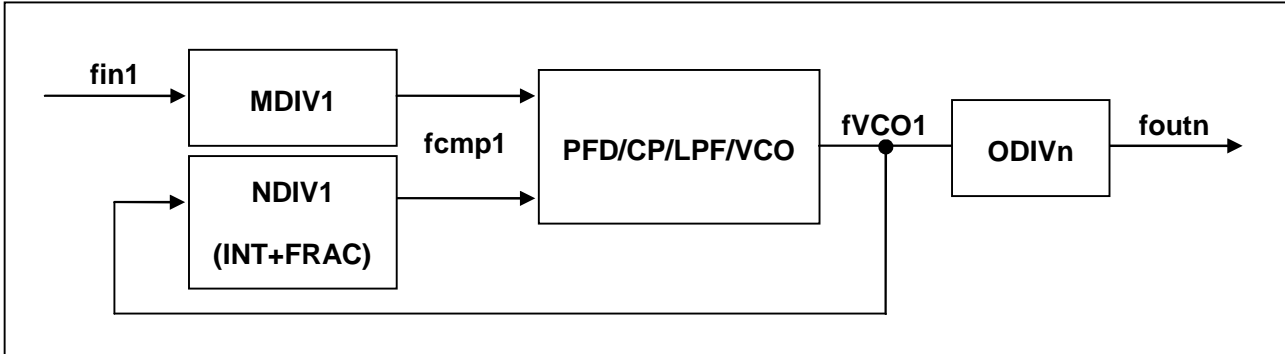 fin1
MDIV1
fcmp1
NDIV1
(INT+FRAC)
PFD/CP/LPF/VCO
fVCO1
ODIVn
foutn